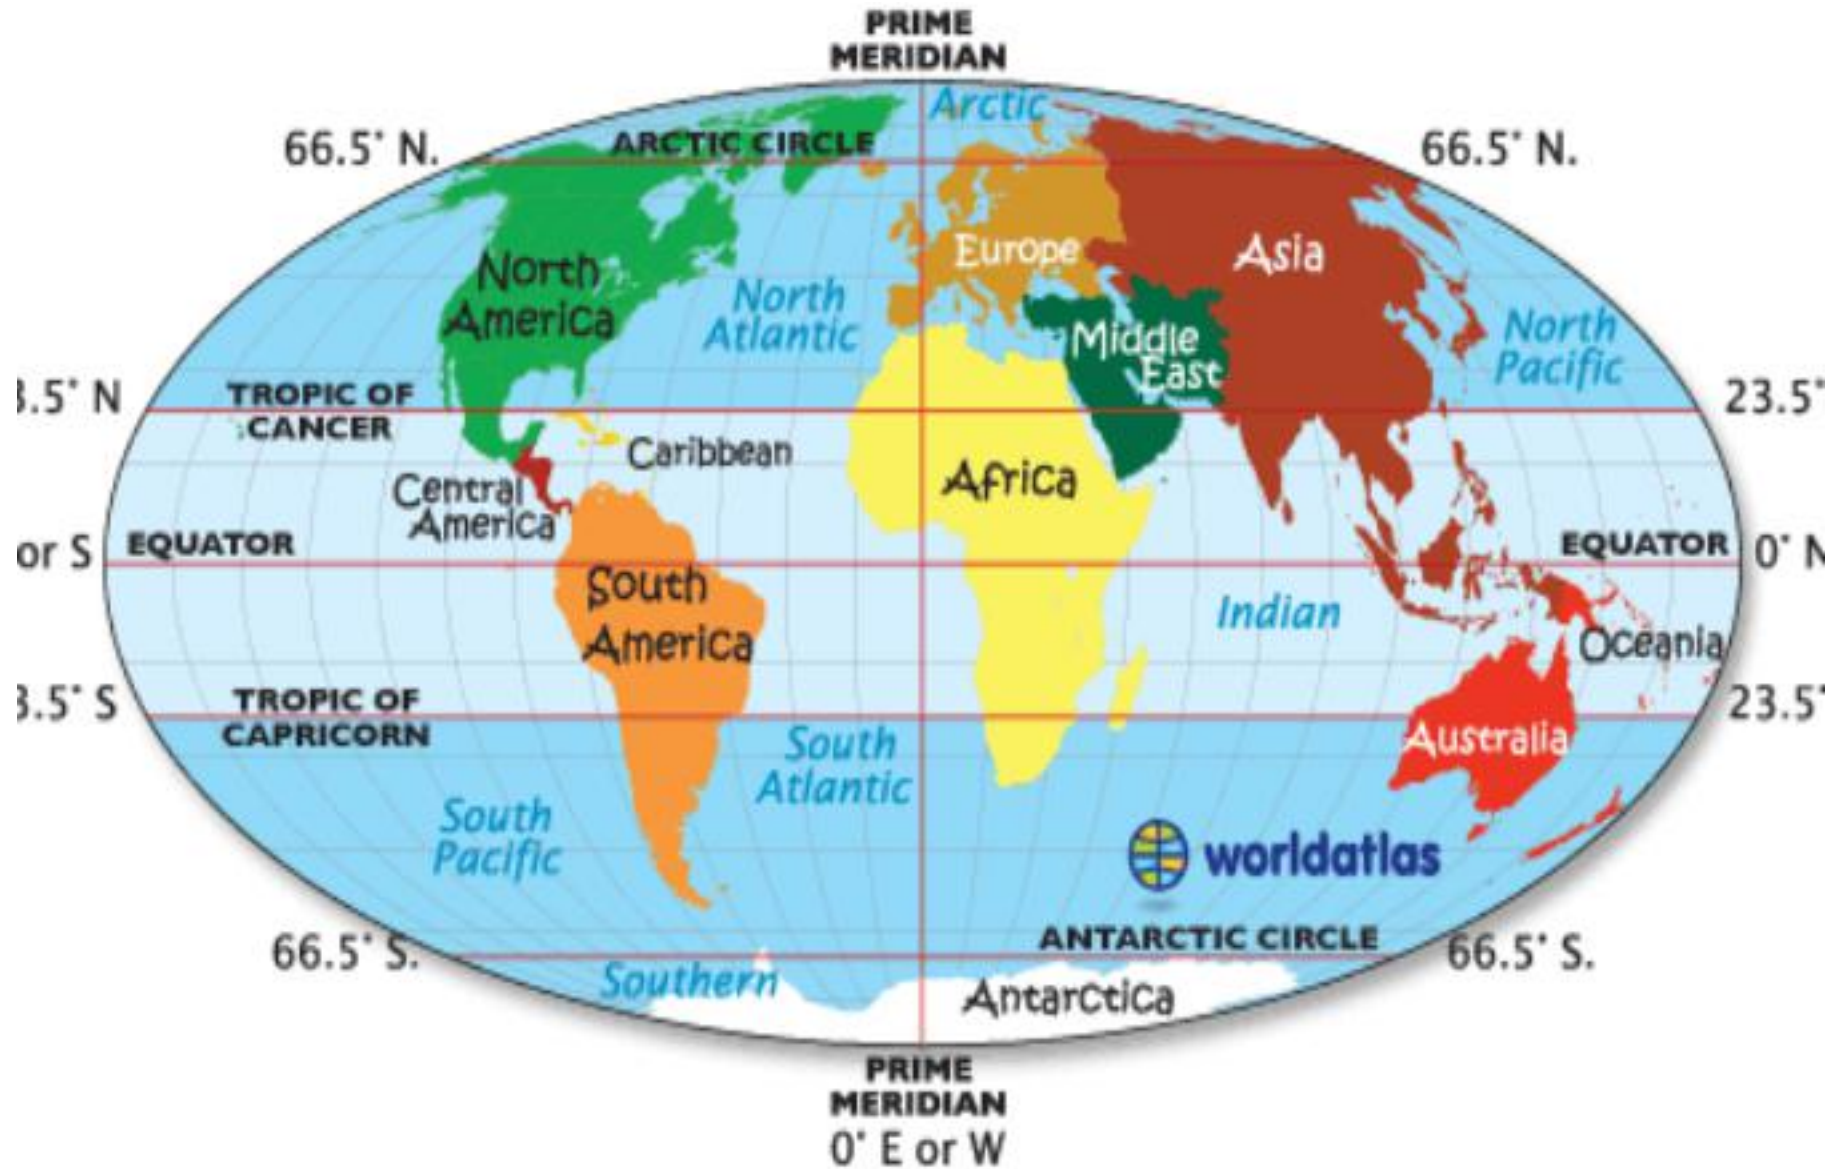 PRIME
MERIDIAN
Arctic
66.5° N.
ARCTIC CIRCLE
66.5° N.
North
America
North
Atlantic
Europe
Asia
Middle
East
North
Pacific
3.5° N
TROPIC OF
CANCER
23.5°
Caribbean
Central
America
Africa
or S
EQUATOR
EQUATOR
0° N
South
America
Indian
Oceania
3.5° S
TROPIC OF
CAPRICORN
23.5°
South
Atlantic
Australia
South
Pacific
worldatlas
66.5° S.
ANTARCTIC CIRCLE
66.5° S.
Southern
Antarctica
PRIME
MERIDIAN
0° E or W